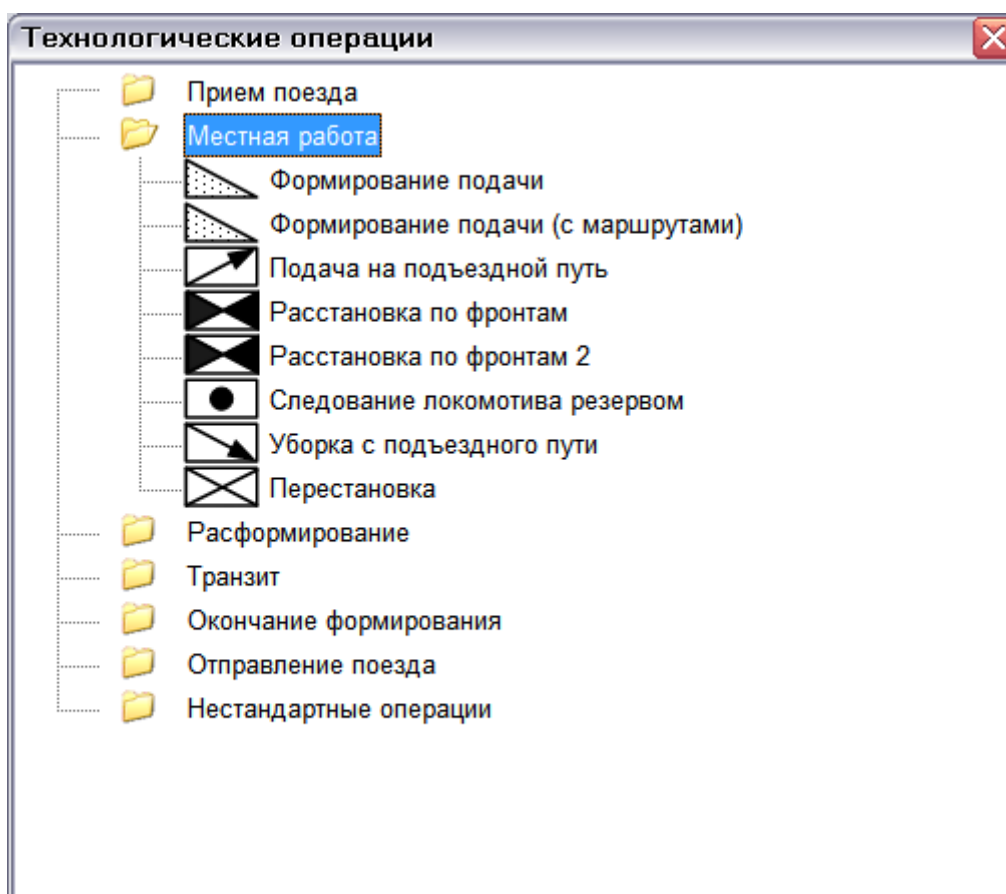 Технологические операции
Прием поезда
Местная работа
Формирование подачи
Формирование подачи (с маршрутами)
Подача на подъездной путь
Расстановка по фронтам
Расстановка по фронтам 2
Следование локомотива резервом
Уборка с подъездного пути
Перестановка
Расформирование
Транзит
Окончание формирования
Отправление поезда
Нестандартные операции